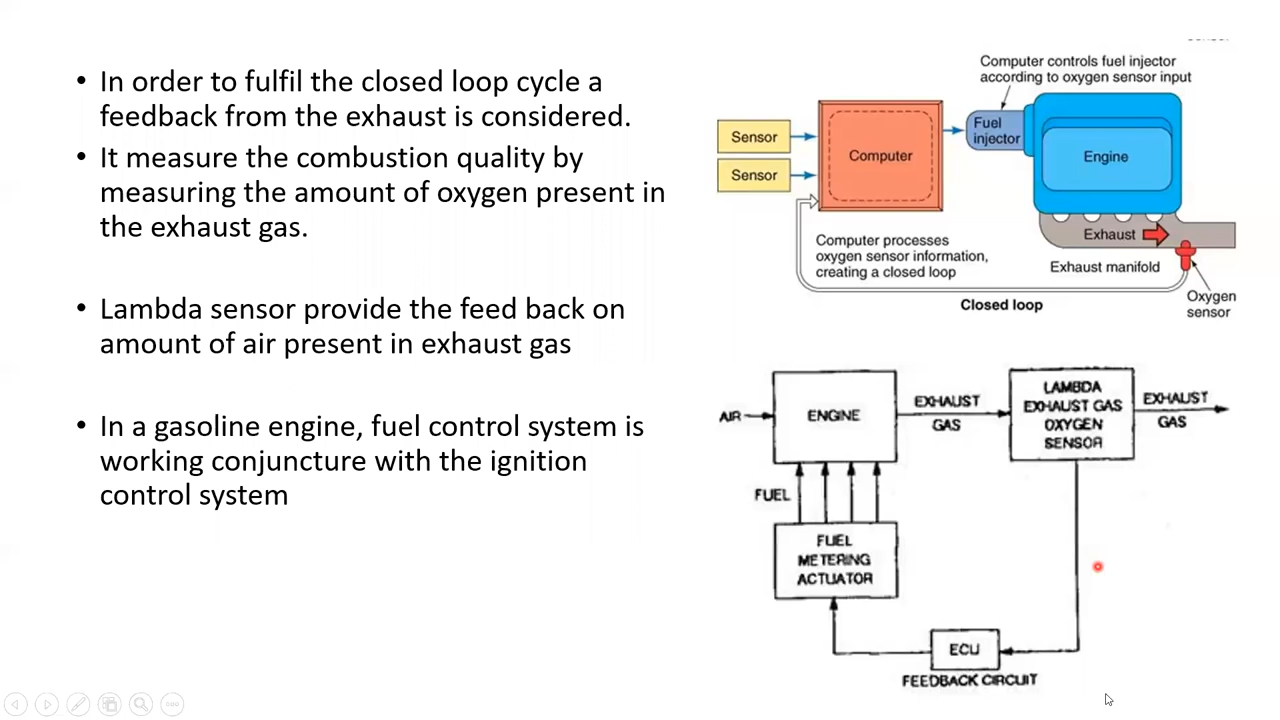 • In order to fulfil the closed loop cycle a
feedback from the exhaust is considered.
• It measure the combustion quality by
measuring the amount of oxygen present in
the exhaust gas.
• Lambda sensor provide the feed back on
amount of air present in exhaust gas
• In a gasoline engine, fuel control system is
working conjuncture with the ignition
control system
Computer controls fuel injector
according to oxygen sensor input
Sensor
Sensor
Computer
Fuel
injector
Engine
Exhaust
Computer processes
oxygen sensor information,
creating a closed loop
Exhaust manifold
Closed loop
Oxygen
sensor
AIR
ENGINE
EXHAUST
GAS
LAMBDA
EXHAUST GAS
OXYGEN
SENSOR
EXHAUST
GAS
FUEL
FUEL
METERING
ACTUATOR
ECU
FEEDBACK CIRCUIT